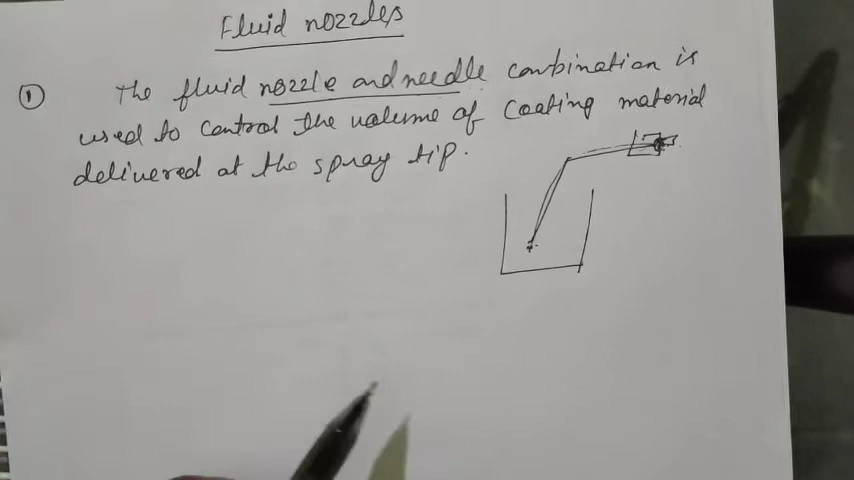 Fluid nozzles
① The fluid nozzle and needle combination is
used to control the volume of coating material
delivered at the spray tip.